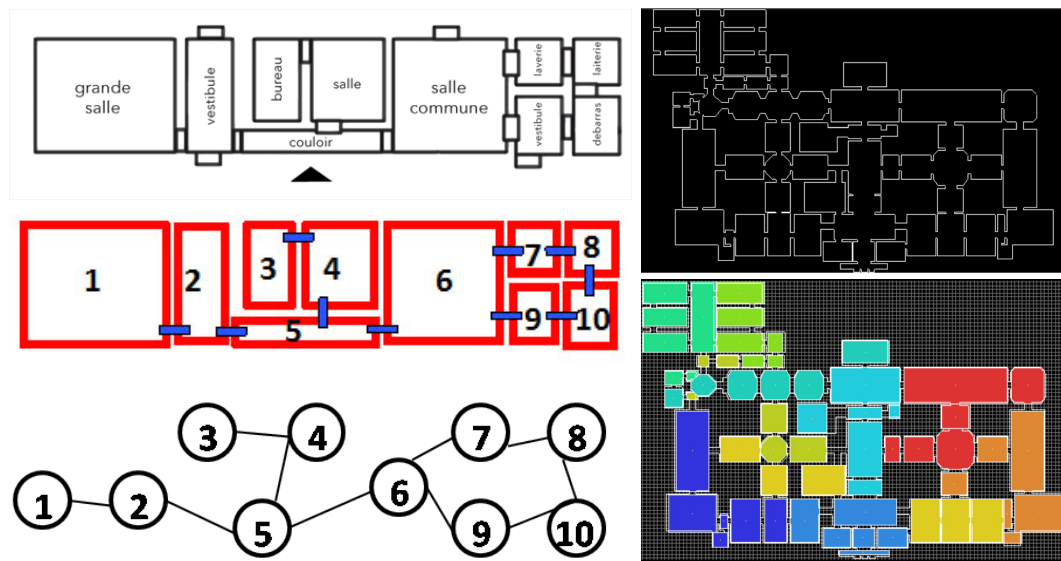 grande
salle
vestibule
bureau
salle
couloir
salle
commune
laverie
laiterie
vestibule
debarras
1
2
3
4
5
6
7
8
9
10
1
2
3
4
5
6
7
8
9
10